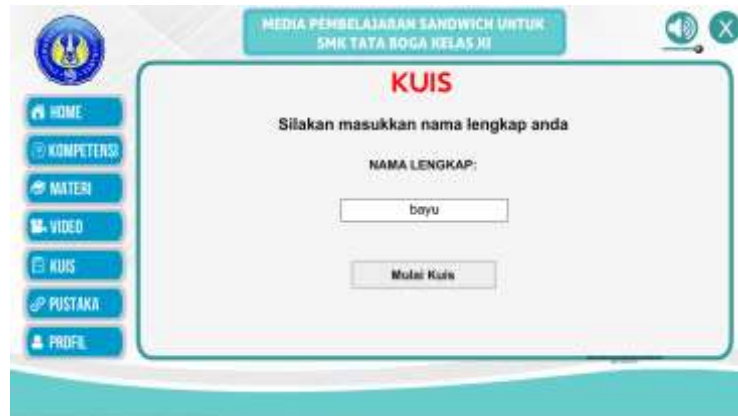 MEDIA PEMBELAJARAN SANDWICH UNTUK
SMK TATA BOGA KELAS XI
KUIS
Silakan masukkan nama lengkap anda
NAMA LENGKAP:
bayu
Mulai Kuis
HOME
KOMPETENSI
MATERI
VIDEO
KUIS
PUSTAKA
PROFIL
X